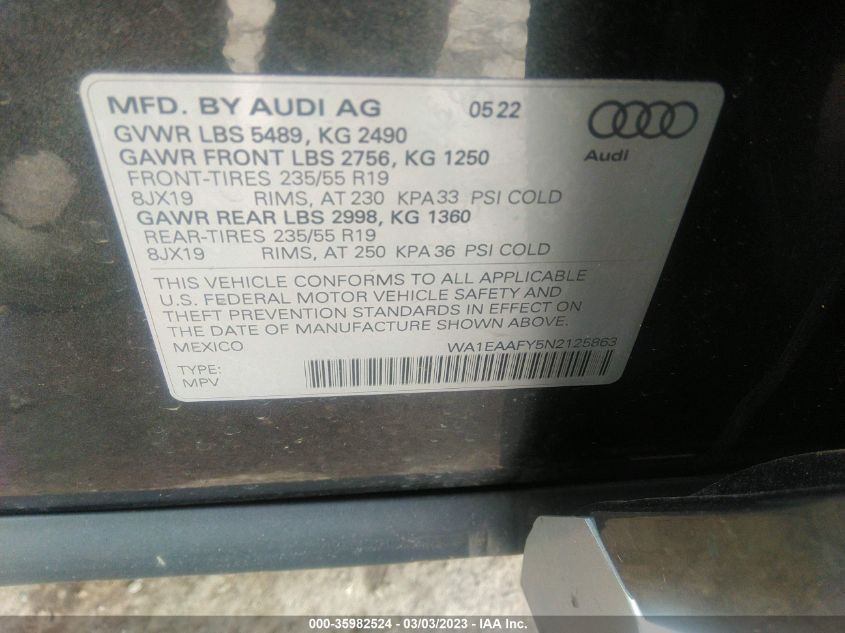 MFD. BY AUDI AG 05 22
GVWR LBS 5489, KG 2490
GAWR FRONT LBS 2756, KG 1250
Audi
FRONT-TIRES 235/55 R19
8JX19 RIMS, AT 230 KPA 33 PSI COLD
GAWR REAR LBS 2998, KG 1360
REAR-TIRES 235/55 R19
8JX19 RIMS, AT 250 KPA 36 PSI COLD
THIS VEHICLE CONFORMS TO ALL APPLICABLE
U.S. FEDERAL MOTOR VEHICLE SAFETY AND
THEFT PREVENTION STANDARDS IN EFFECT ON
THE DATE OF MANUFACTURE SHOWN ABOVE.
MEXICO WA1EAAFY5N2125863
TYPE:
MPV
000-35982524 - 03/03/2023 - IAA Inc.